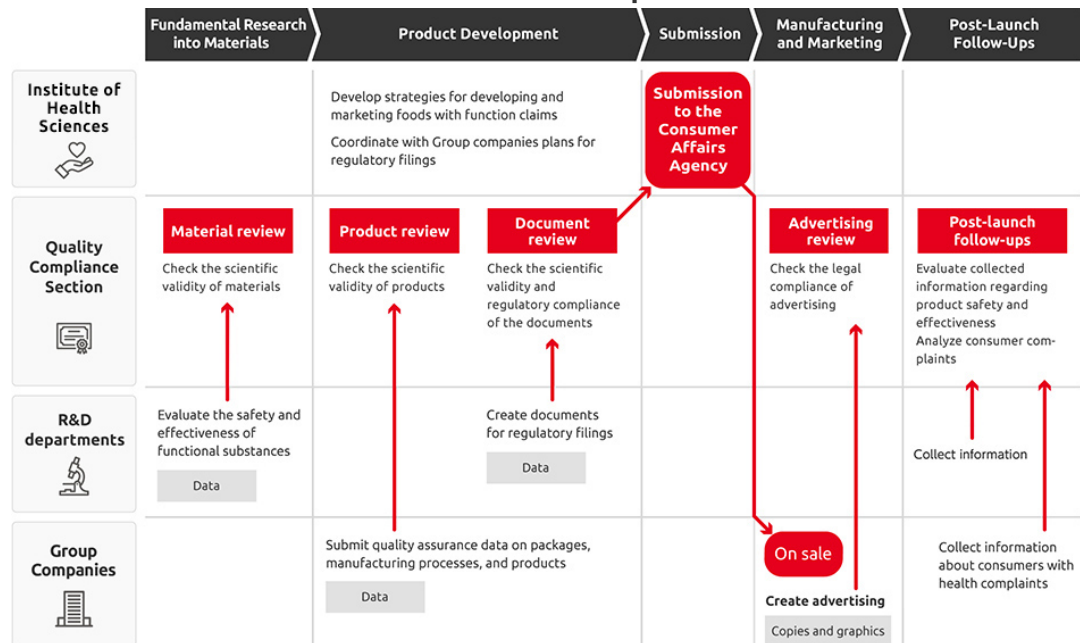 Fundamental Research
into Materials
Product Development
Submission
Manufacturing
and Marketing
Post-Launch
Follow-Ups
Institute of
Health
Sciences
Develop strategies for developing and
marketing foods with function claims
Coordinate with Group companies plans for
regulatory filings
Submission
to the
Consumer
Affairs
Agency
Quality
Compliance
Section
Material review
Check the scientific
validity of materials
Product review
Check the scientific
validity of products
Document
review
Check the scientific
validity and
regulatory compliance
of the documents
Advertising
review
Check the legal
compliance of
advertising
Post-launch
follow-ups
Evaluate collected
information regarding
product safety and
effectiveness
Analyze consumer com-
plaints
R&D
departments
Evaluate the safety and
effectiveness of
functional substances
Data
Create documents
for regulatory filings
Data
Collect information
Group
Companies
Submit quality assurance data on packages,
manufacturing processes, and products
Data
On sale
Create advertising
Copies and graphics
Collect information
about consumers with
health complaints